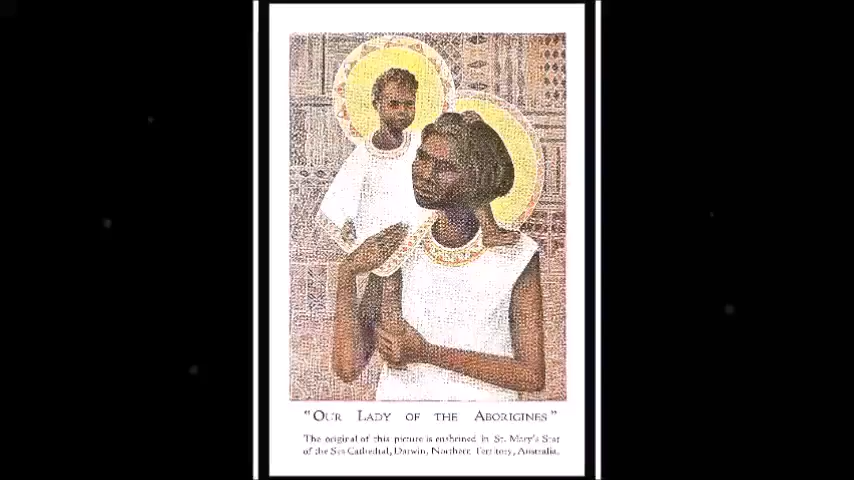 "OUR LADY OF THE ABORIGINES"
The original of this picture is enshrined in St. Mary's Star
of the Sea Cathedral, Darwin, Northern Territory, Australia.